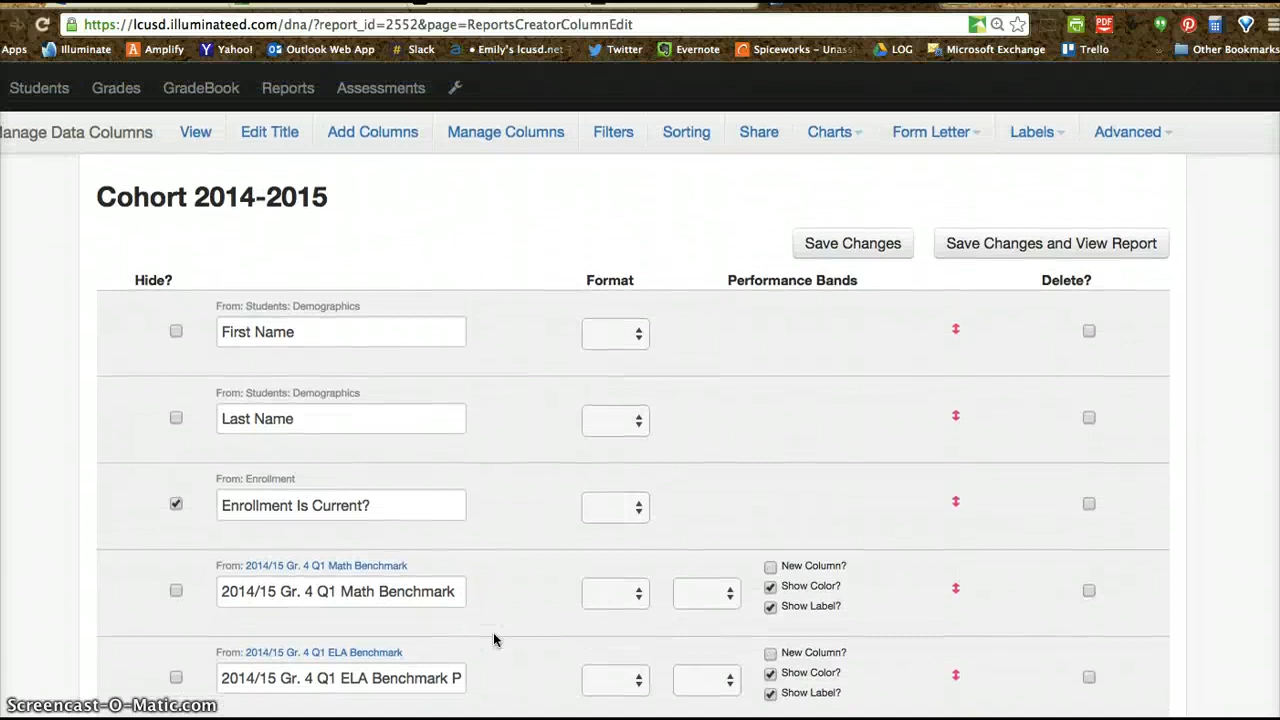 https://lcusd.illuminateed.com/dna/?report_id=2552&page=ReportsCreatorColumnEdit
Apps Illuminate Amplify Yahoo! Outlook Web App Slack Emily's lcusd.net Twitter Evernote Spiceworks - Unass LOG Microsoft Exchange Trello » Other Bookmarks
Students Grades GradeBook Reports Assessments
anage Data Columns View Edit Title Add Columns Manage Columns Filters Sorting Share Charts Form Letter Labels Advanced
Cohort 2014-2015
Save Changes Save Changes and View Report
Hide? Format Performance Bands Delete?
From: Students: Demographics
First Name
From: Students: Demographics
Last Name
From: Enrollment
Enrollment Is Current?
From: 2014/15 Gr. 4 Q1 Math Benchmark New Column?
2014/15 Gr. 4 Q1 Math Benchmark Show Color?
Show Label?
From: 2014/15 Gr. 4 Q1 ELA Benchmark New Column?
2014/15 Gr. 4 Q1 ELA Benchmark P Show Color?
Show Label?
Screencast-O-Matic.com